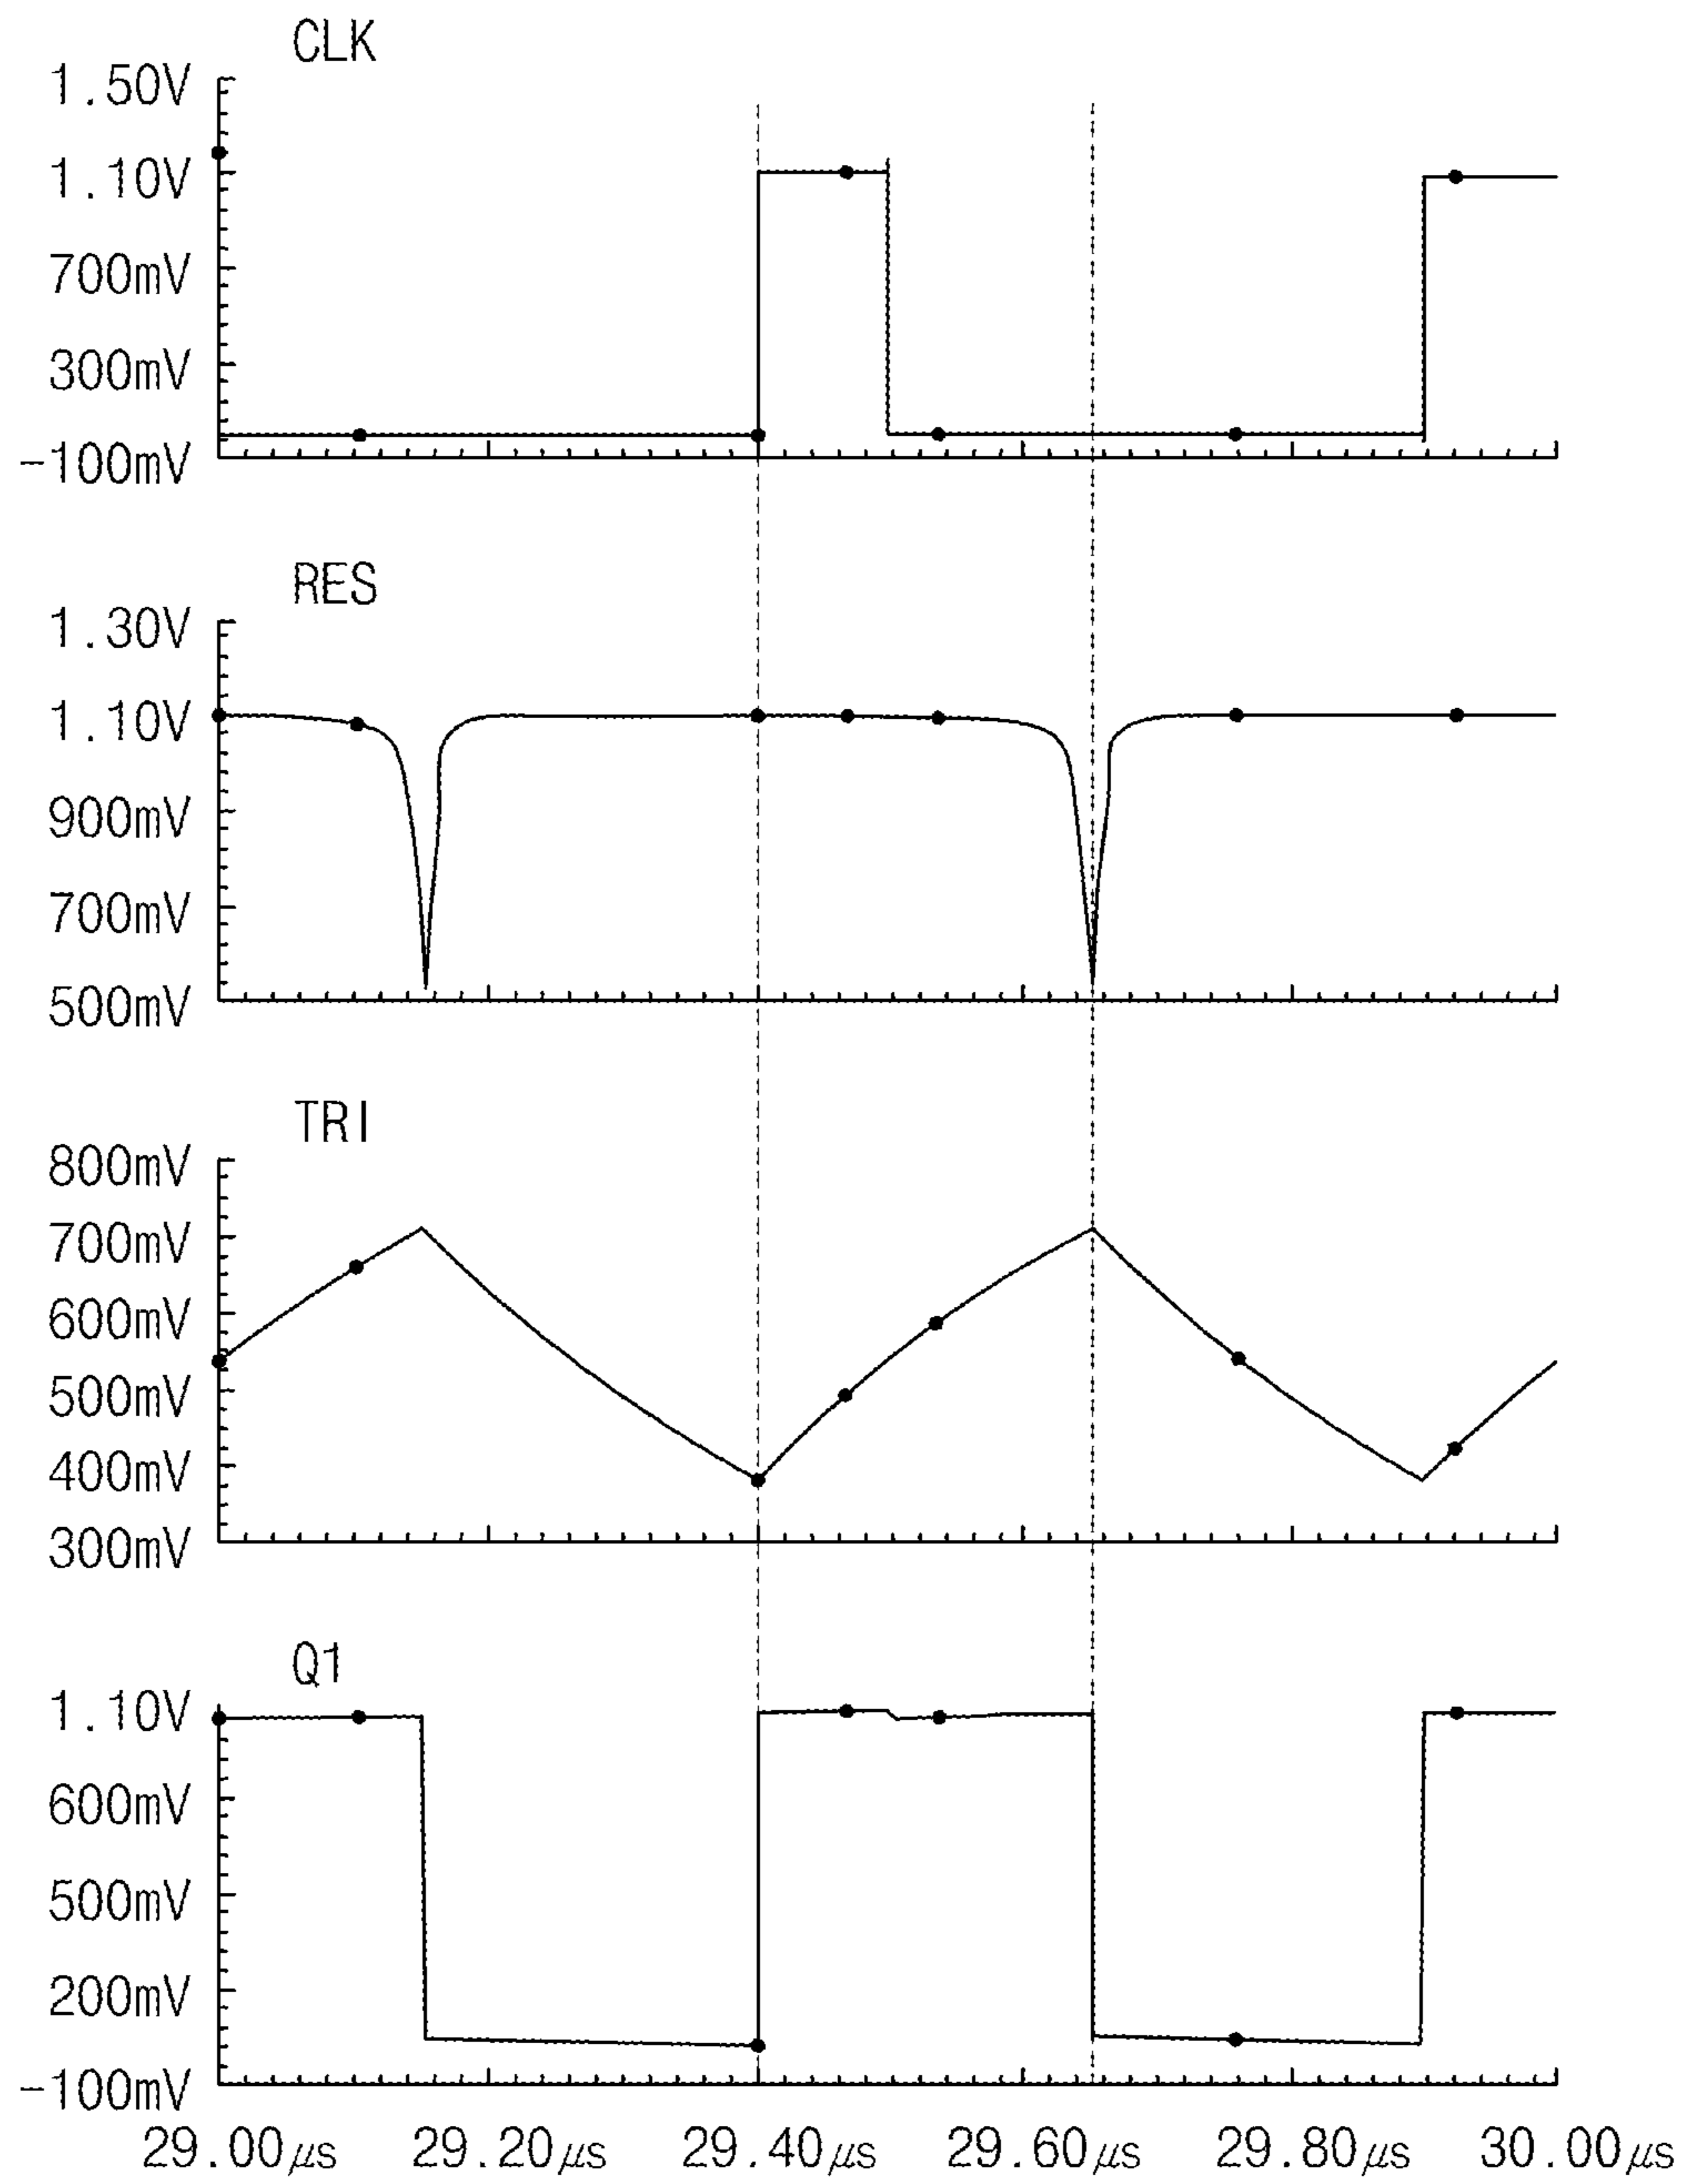 CLK
1.50V
1.10V
700mV
300mV
-100mV
RES
1.30V
1.10V
900mV
700mV
500mV
TRI
800mV
700mV
600mV
500mV
400mV
300mV
Q1
1.10V
600mV
500mV
200mV
-100mV
29.00μs 29.20μs 29.40μs 29.60μs 29.80μs 30.00μs